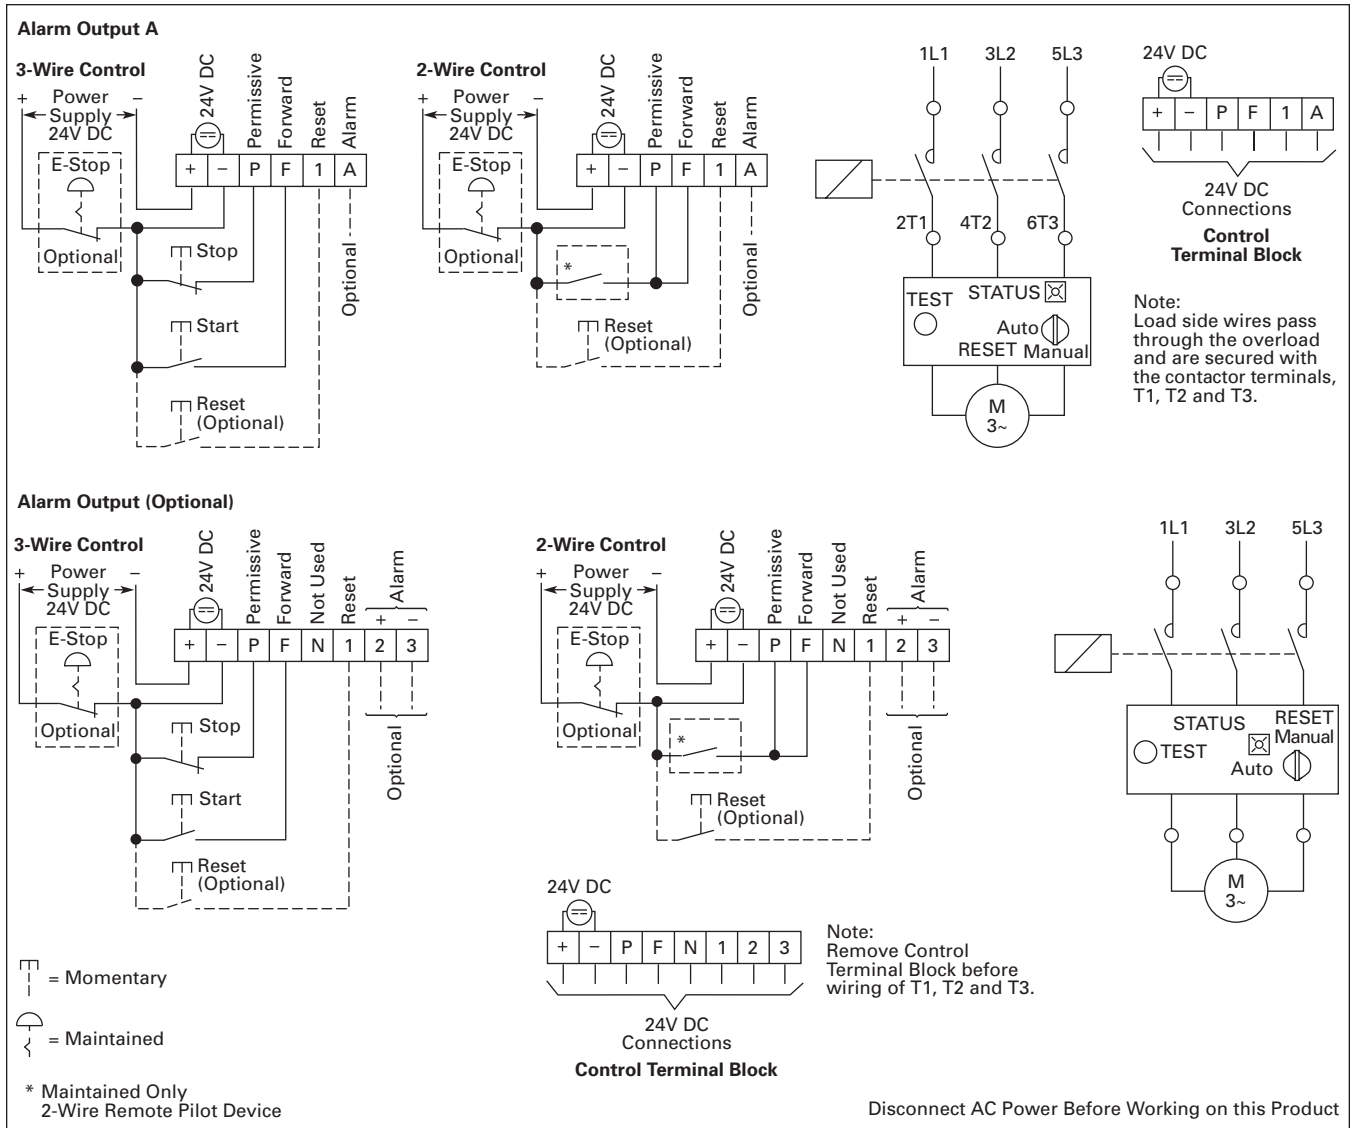 Alarm Output A
3-Wire Control
+ Power –
Supply
24V DC
24V DC
Permissive
Forward
Reset
Alarm
E-Stop
+ – P F 1 A
Optional
Stop
Start
Reset
(Optional)
Optional
2-Wire Control
+ Power –
Supply
24V DC
24V DC
Permissive
Forward
Reset
Alarm
E-Stop
+ – P F 1 A
Optional
*
Reset
(Optional)
Optional
1L1 3L2 5L3
2T1 4T2 6T3
TEST STATUS
Auto
RESET Manual
M
3~
24V DC
+ – P F 1 A
24V DC
Connections
Control
Terminal Block
Note:
Load side wires pass
through the overload
and are secured with
the contactor terminals,
T1, T2 and T3.
Alarm Output (Optional)
3-Wire Control
+ Power –
Supply
24V DC
24V DC
Permissive
Forward
Not Used
Reset
Alarm
+ –
E-Stop
+ – P F N 1 2 3
Optional
Stop
Start
Reset
(Optional)
Optional
2-Wire Control
+ Power –
Supply
24V DC
24V DC
Permissive
Forward
Not Used
Reset
Alarm
+ –
E-Stop
+ – P F N 1 2 3
Optional
*
Reset
(Optional)
Optional
1L1 3L2 5L3
STATUS RESET
Manual
TEST
Auto
M
3~
24V DC
+ – P F N 1 2 3
24V DC
Connections
Control Terminal Block
Note:
Remove Control
Terminal Block before
wiring of T1, T2 and T3.
= Momentary
= Maintained
* Maintained Only
2-Wire Remote Pilot Device
Disconnect AC Power Before Working on this Product